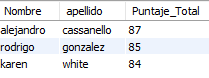 Nombre apellido Puntaje_Total
alejandro cassanello 87
rodrigo gonzalez 85
karen white 84